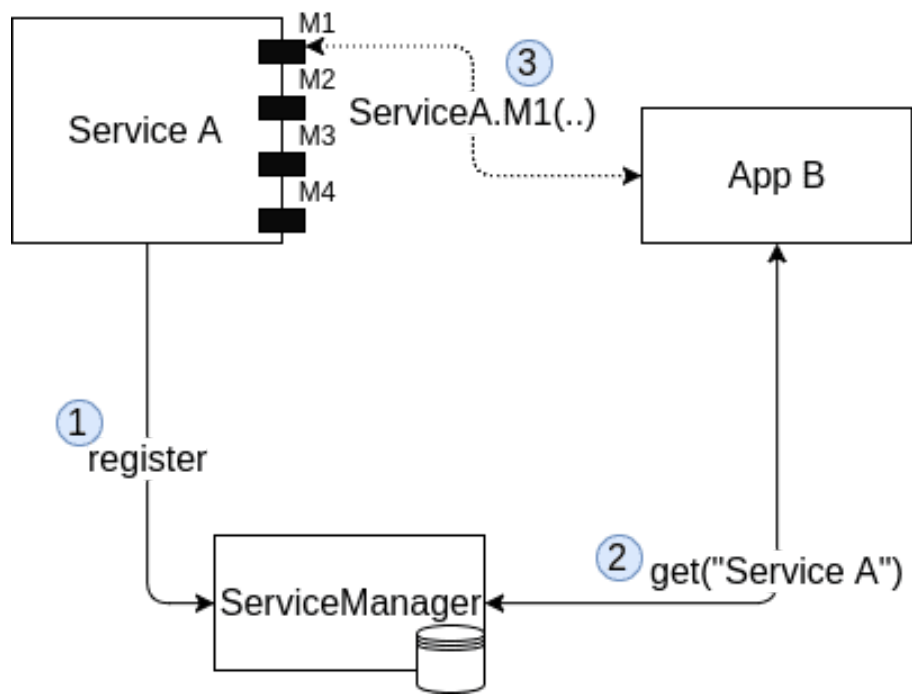 M1
M2
M3
M4
Service A
3
ServiceA.M1(..)
App B
1
register
2
get("Service A")
ServiceManager